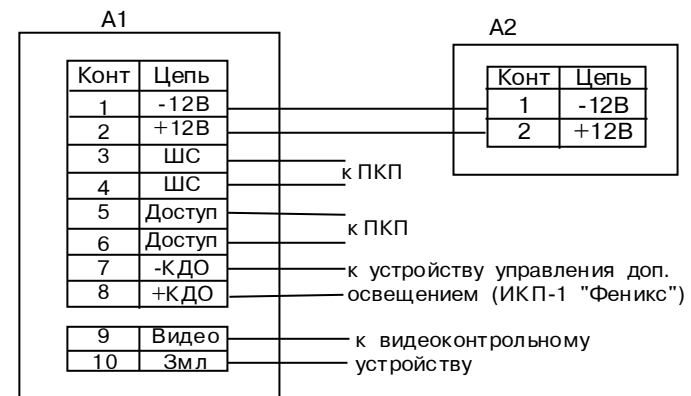 А1
А2
Конт Цепь
1 -12В
2 +12В
3 ШС
4 ШС
5 Доступ
6 Доступ
7 -КДО
8 +КДО
9 Видео
10 Змл
Конт Цепь
1 -12В
2 +12В
к ПКП
к ПКП
к устройству управления доп.
освещением (ИКП-1 "Феникс")
к видеоконтрольному
устройству